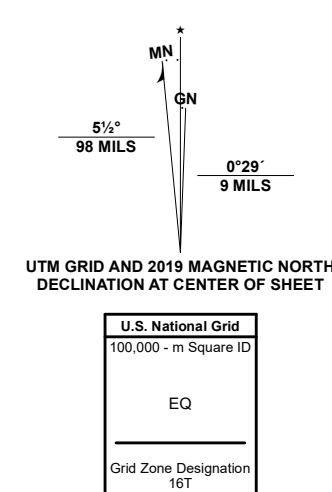 ★
MN
GN
5½°
98 MILS
0°29´
9 MILS
UTM GRID AND 2019 MAGNETIC NORTH
DECLINATION AT CENTER OF SHEET
U.S. National Grid
100,000 - m Square ID
EQ
Grid Zone Designation
16T